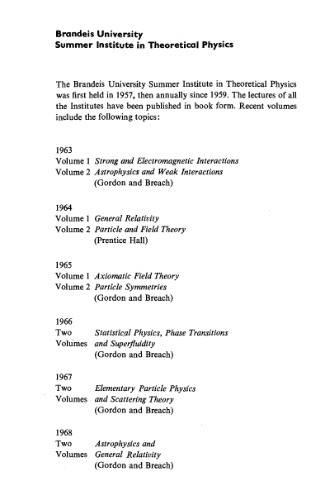 Brandeis University
Summer Institute in Theoretical Physics
The Brandeis University Summer Institute in Theoretical Physics
was first held in 1957, then annually since 1959. The lectures of all
the Institutes have been published in book form. Recent volumes
include the following topics:
1963
Volume 1 Strong and Electromagnetic Interactions
Volume 2 Astrophysics and Weak Interactions
(Gordon and Breach)
1964
Volume 1 General Relativity
Volume 2 Particle and Field Theory
(Prentice Hall)
1965
Volume 1 Axiomatic Field Theory
Volume 2 Particle Symmetries
(Gordon and Breach)
1966
Two Statistical Physics, Phase Transitions
Volumes and Superfluidity
(Gordon and Breach)
1967
Two Elementary Particle Physics
Volumes and Scattering Theory
(Gordon and Breach)
1968
Two Astrophysics and
Volumes General Relativity
(Gordon and Breach)